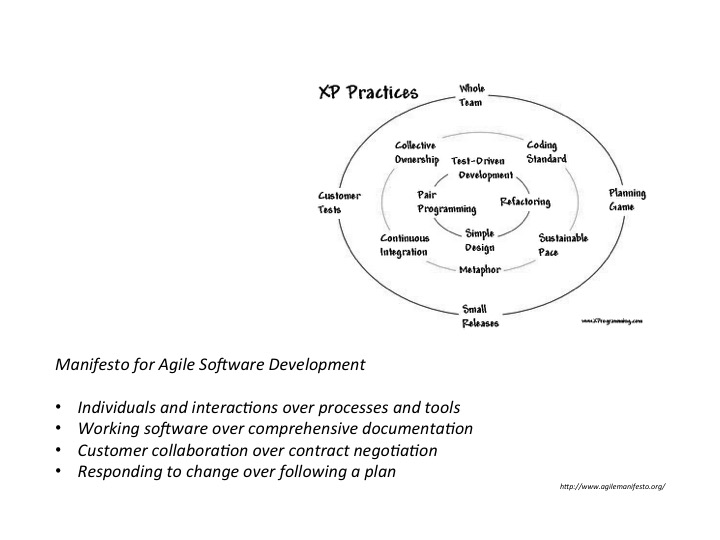 XP Practices
Whole
Team
Collective
Ownership
Coding
Standard
Test-Driven
Development
Customer
Tests
Pair
Programming
Refactoring
Planning
Game
Continuous
Integration
Simple
Design
Sustainable
Pace
Metaphor
Small
Releases
www.XProgramming.com
Manifesto for Agile Software Development
• Individuals and interactions over processes and tools
• Working software over comprehensive documentation
• Customer collaboration over contract negotiation
• Responding to change over following a plan
http://www.agilemanifesto.org/